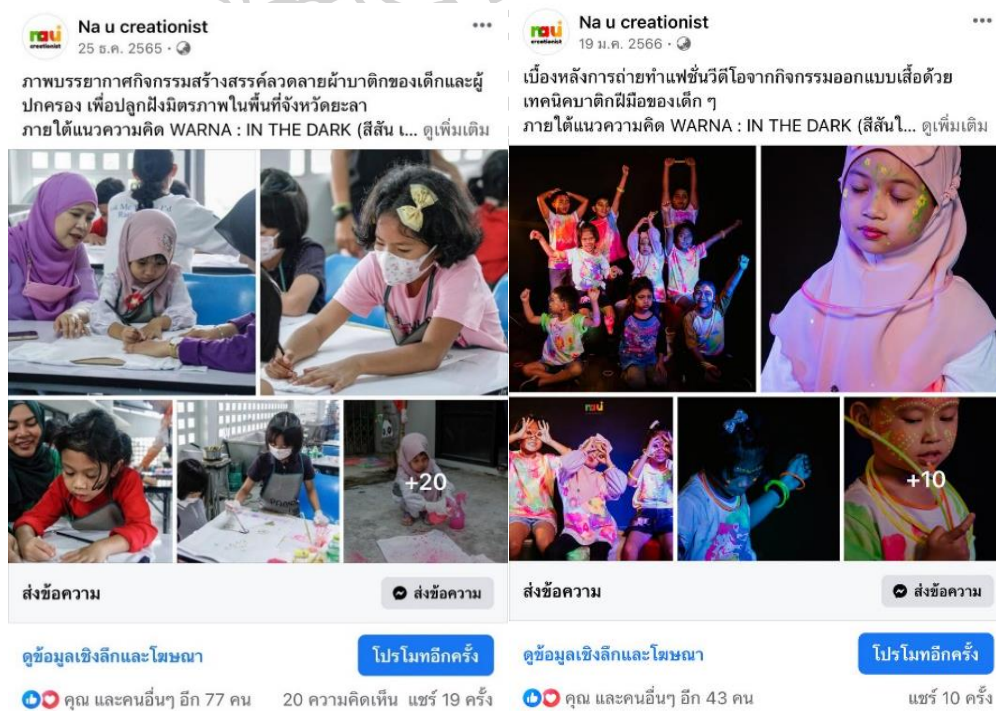 Na u creationist
25 ธ.ค. 2565
ภาพบรรยากาศกิจกรรมสร้างสรรค์ลวดลายผ้าบาติกของเด็กและผู้
ปกครอง เพื่อปลูกฝังมิตรภาพในพื้นที่จังหวัดยะลา
ภายใต้แนวความคิด WARNA : IN THE DARK (สีสัน เ... ดูเพิ่มเติม
+20
ส่งข้อความ
ส่งข้อความ
ดูข้อมูลเชิงลึกและโฆษณา
โปรโมทอีกครั้ง
คุณ และคนอื่นๆ อีก 77 คน
20 ความคิดเห็น แชร์ 19 ครั้ง
Na u creationist
19 ม.ค. 2566
เบื้องหลังการถ่ายทำแฟชั่นวีดีโอจากกิจกรรมออกแบบเสื้อด้วย
เทคนิคบาติกฝีมือของเด็ก ๆ
ภายใต้แนวความคิด WARNA : IN THE DARK (สีสันใ... ดูเพิ่มเติม
+10
ส่งข้อความ
ส่งข้อความ
ดูข้อมูลเชิงลึกและโฆษณา
โปรโมทอีกครั้ง
คุณ และคนอื่นๆ อีก 43 คน
แชร์ 10 ครั้ง